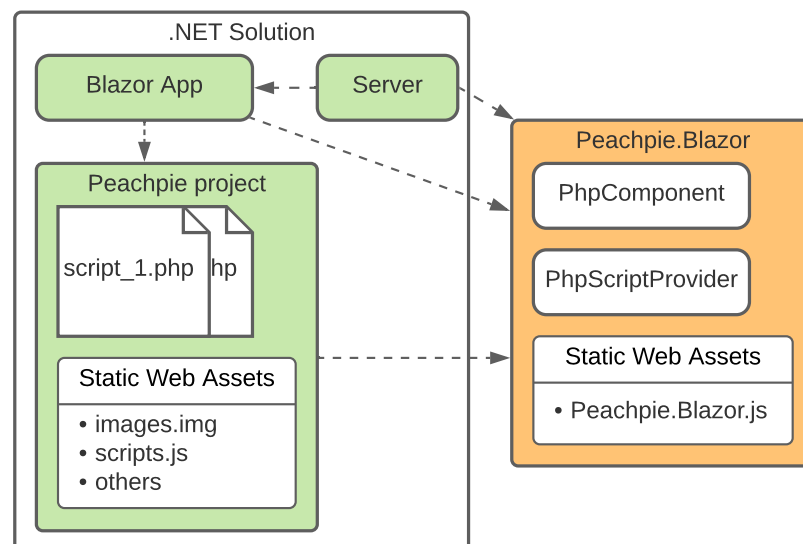 .NET Solution
Blazor App
Server
Peachpie project
script_1.php
hp
Static Web Assets
• images.img
• scripts.js
• others
Peachpie.Blazor
PhpComponent
PhpScriptProvider
Static Web Assets
• Peachpie.Blazor.js